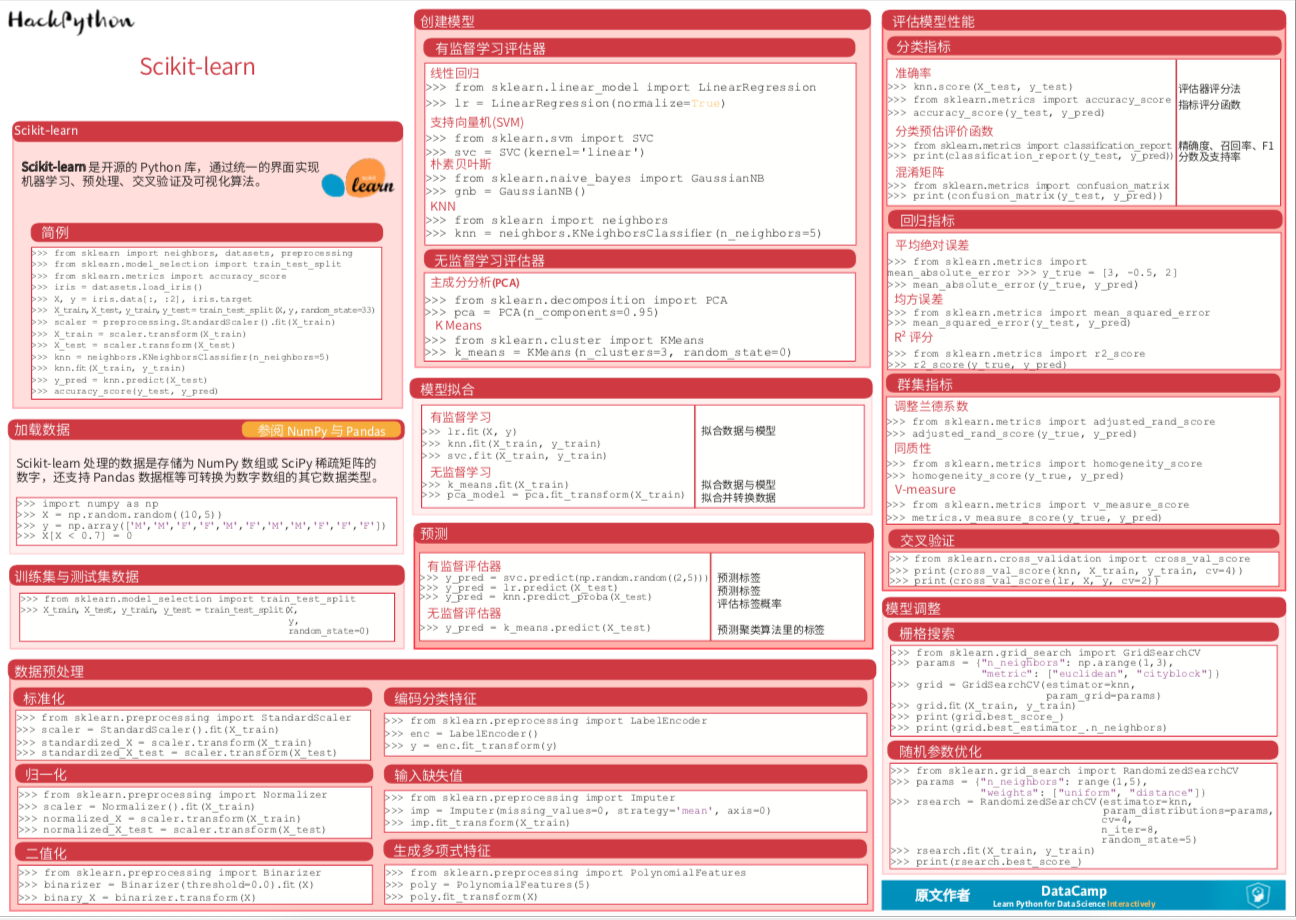 HackPython
Scikit-learn
Scikit-learn
Scikit-learn 是开源的 Python 库，通过统一的界面实现
机器学习、预处理、交叉验证及可视化算法。
scikit
learn
简例
>>> from sklearn import neighbors, datasets, preprocessing
>>> from sklearn.model_selection import train_test_split
>>> from sklearn.metrics import accuracy_score
>>> iris = datasets.load_iris()
>>> X, y = iris.data[:, :2], iris.target
>>> X_train, X_test, y_train, y_test = train_test_split(X, y, random_state=33)
>>> scaler = preprocessing.StandardScaler().fit(X_train)
>>> X_train = scaler.transform(X_train)
>>> X_test = scaler.transform(X_test)
>>> knn = neighbors.KNeighborsClassifier(n_neighbors=5)
>>> knn.fit(X_train, y_train)
>>> y_pred = knn.predict(X_test)
>>> accuracy_score(y_test, y_pred)
加载数据
参阅 NumPy 与 Pandas
Scikit-learn 处理的数据是存储为 NumPy 数组或 SciPy 稀疏矩阵的
数字，还支持 Pandas 数据框等可转换为数字数组的其它数据类型。
>>> import numpy as np
>>> X = np.random.random((10,5))
>>> y = np.array(['M','M','F','F','M','F','M','M','F','F','F'])
>>> X[X < 0.7] = 0
训练集与测试集数据
>>> from sklearn.model_selection import train_test_split
>>> X_train, X_test, y_train, y_test = train_test_split(X,
y,
random_state=0)
数据预处理
标准化
>>> from sklearn.preprocessing import StandardScaler
>>> scaler = StandardScaler().fit(X_train)
>>> standardized_X = scaler.transform(X_train)
>>> standardized_X_test = scaler.transform(X_test)
归一化
>>> from sklearn.preprocessing import Normalizer
>>> scaler = Normalizer().fit(X_train)
>>> normalized_X = scaler.transform(X_train)
>>> normalized_X_test = scaler.transform(X_test)
二值化
>>> from sklearn.preprocessing import Binarizer
>>> binarizer = Binarizer(threshold=0.0).fit(X)
>>> binary_X = binarizer.transform(X)
编码分类特征
>>> from sklearn.preprocessing import LabelEncoder
>>> enc = LabelEncoder()
>>> y = enc.fit_transform(y)
输入缺失值
>>> from sklearn.preprocessing import Imputer
>>> imp = Imputer(missing_values=0, strategy='mean', axis=0)
>>> imp.fit_transform(X_train)
生成多项式特征
>>> from sklearn.preprocessing import PolynomialFeatures
>>> poly = PolynomialFeatures(5)
>>> poly.fit_transform(X)
创建模型
有监督学习评估器
线性回归
>>> from sklearn.linear_model import LinearRegression
>>> lr = LinearRegression(normalize=True)
支持向量机(SVM)
>>> from sklearn.svm import SVC
>>> svc = SVC(kernel='linear')
朴素贝叶斯
>>> from sklearn.naive_bayes import GaussianNB
>>> gnb = GaussianNB()
KNN
>>> from sklearn import neighbors
>>> knn = neighbors.KNeighborsClassifier(n_neighbors=5)
无监督学习评估器
主成分分析(PCA)
>>> from sklearn.decomposition import PCA
>>> pca = PCA(n_components=0.95)
K Means
>>> from sklearn.cluster import KMeans
>>> k_means = KMeans(n_clusters=3, random_state=0)
模型拟合
有监督学习
>>> lr.fit(X, y)
>>> knn.fit(X_train, y_train)
>>> svc.fit(X_train, y_train)
无监督学习
>>> k_means.fit(X_train)
>>> pca_model = pca.fit_transform(X_train)
拟合数据与模型
拟合数据与模型
拟合并转换数据
预测
有监督评估器
>>> y_pred = svc.predict(np.random.random((2,5)))
>>> y_pred = lr.predict(X_test)
>>> y_pred = knn.predict_proba(X_test)
无监督评估器
>>> y_pred = k_means.predict(X_test)
预测标签
预测标签
评估标签概率
预测聚类算法里的标签
评估模型性能
分类指标
准确率
>>> knn.score(X_test, y_test)
>>> from sklearn.metrics import accuracy_score
>>> accuracy_score(y_test, y_pred)
分类预估评价函数
>>> from sklearn.metrics import classification_report
>>> print(classification_report(y_test, y_pred))
混淆矩阵
>>> from sklearn.metrics import confusion_matrix
>>> print(confusion_matrix(y_test, y_pred))
评估器评分法
指标评分函数
精确度、召回率、F1
分数及支持率
回归指标
平均绝对误差
>>> from sklearn.metrics import
mean_absolute_error >>> y_true = [3, -0.5, 2]
>>> mean_absolute_error(y_true, y_pred)
均方误差
>>> from sklearn.metrics import mean_squared_error
>>> mean_squared_error(y_test, y_pred)
R² 评分
>>> from sklearn.metrics import r2_score
>>> r2_score(y_true, y_pred)
群集指标
调整兰德系数
>>> from sklearn.metrics import adjusted_rand_score
>>> adjusted_rand_score(y_true, y_pred)
同质性
>>> from sklearn.metrics import homogeneity_score
>>> homogeneity_score(y_true, y_pred)
V-measure
>>> from sklearn.metrics import v_measure_score
>>> metrics.v_measure_score(y_true, y_pred)
交叉验证
>>> from sklearn.cross_validation import cross_val_score
>>> print(cross_val_score(knn, X_train, y_train, cv=4))
>>> print(cross_val_score(lr, X, y, cv=2))
模型调整
栅格搜索
>>> from sklearn.grid_search import GridSearchCV
>>> params = {"n_neighbors": np.arange(1,3),
"metric": ["euclidean", "cityblock"]}
>>> grid = GridSearchCV(estimator=knn,
param_grid=params)
>>> grid.fit(X_train, y_train)
>>> print(grid.best_score_)
>>> print(grid.best_estimator_.n_neighbors)
随机参数优化
>>> from sklearn.grid_search import RandomizedSearchCV
>>> params = {"n_neighbors": range(1,5),
"weights": ["uniform", "distance"]}
>>> rsearch = RandomizedSearchCV(estimator=knn,
param_distributions=params,
cv=4,
n_iter=8,
random_state=5)
>>> rsearch.fit(X_train, y_train)
>>> print(rsearch.best_score_)
原文作者
DataCamp
Learn Python for Data Science Interactively